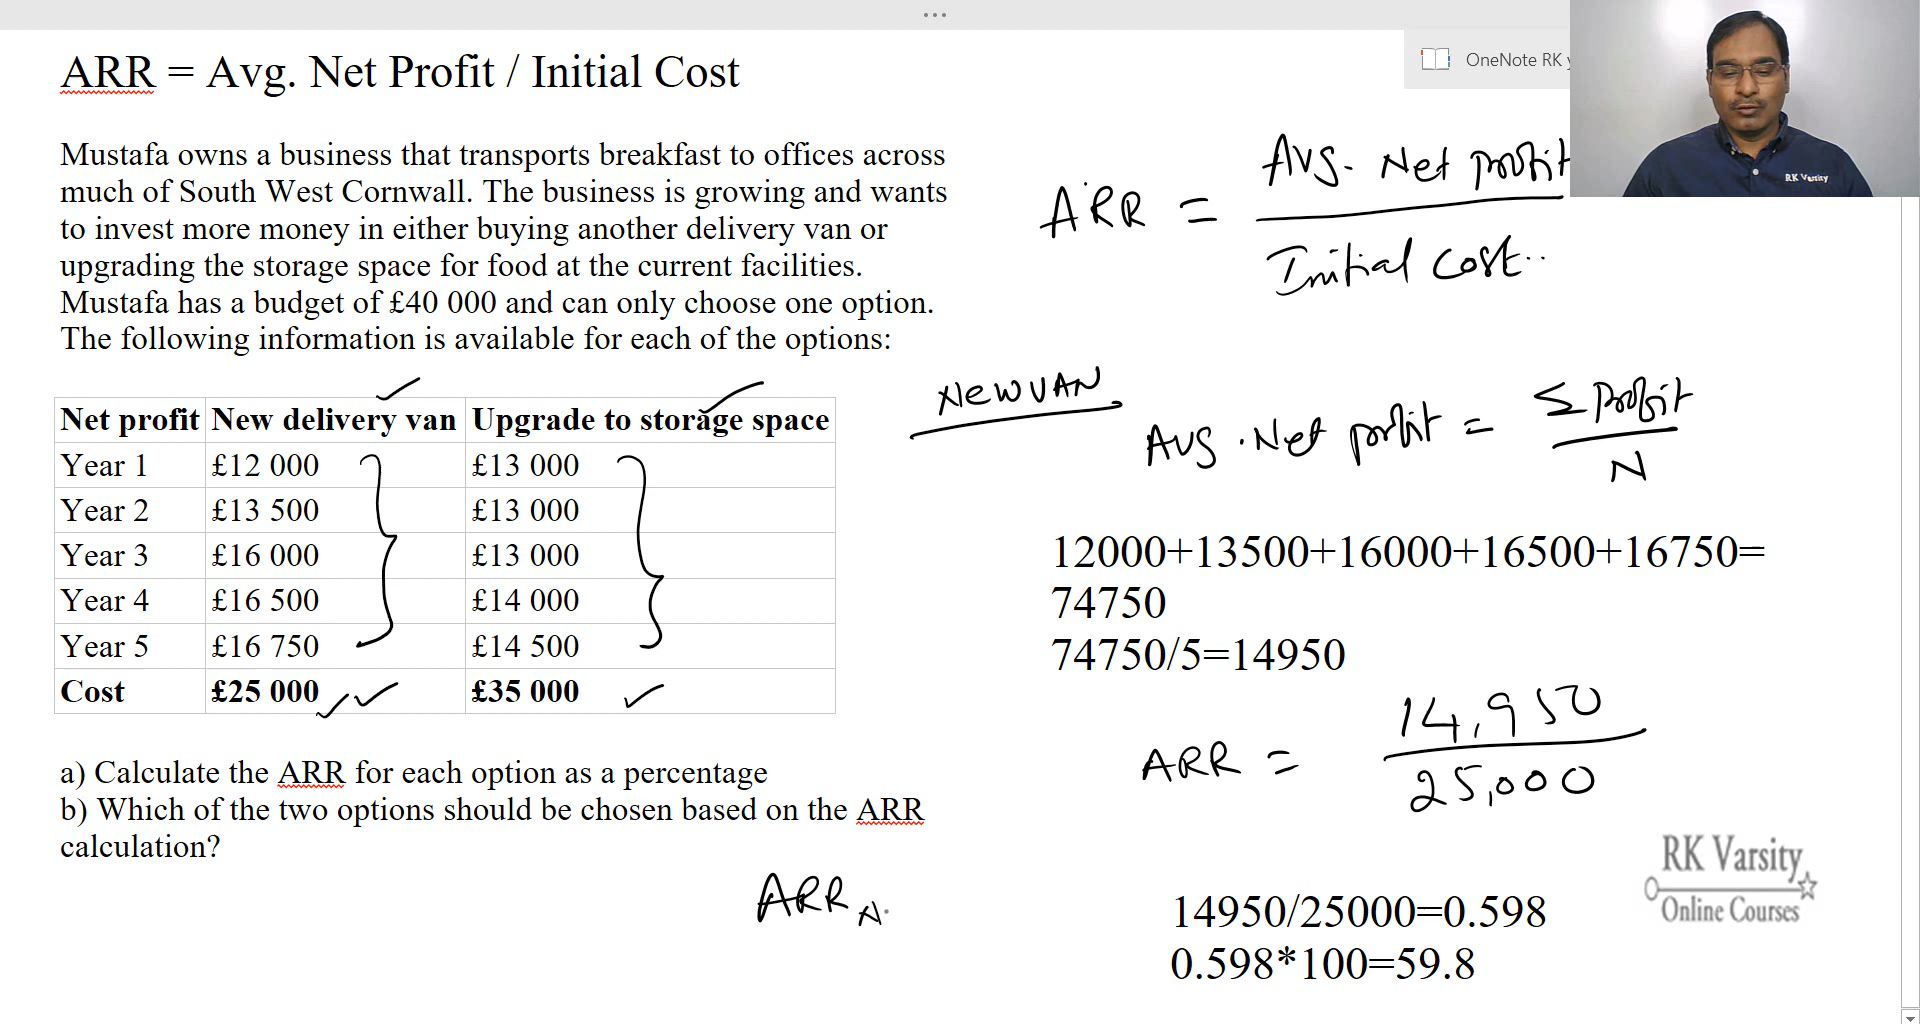 ARR = Avg. Net Profit / Initial Cost
OneNote RK
RK Varsity
Mustafa owns a business that transports breakfast to offices across
much of South West Cornwall. The business is growing and wants
to invest more money in either buying another delivery van or
upgrading the storage space for food at the current facilities.
Mustafa has a budget of £40 000 and can only choose one option.
The following information is available for each of the options:
Net profit New delivery van Upgrade to storage space
Year 1 £12 000 £13 000
Year 2 £13 500 £13 000
Year 3 £16 000 £13 000
Year 4 £16 500 £14 000
Year 5 £16 750 £14 500
Cost £25 000 £35 000
a) Calculate the ARR for each option as a percentage
b) Which of the two options should be chosen based on the ARR
calculation?
ARR N
ARR = Avg. Net profit
Initial cost..
New VAN
Avg. Net profit = Σ Profit
N
12000+13500+16000+16500+16750=
74750
74750/5=14950
ARR = 14,950
25,000
14950/25000=0.598
0.598*100=59.8
RK Varsity
Online Courses